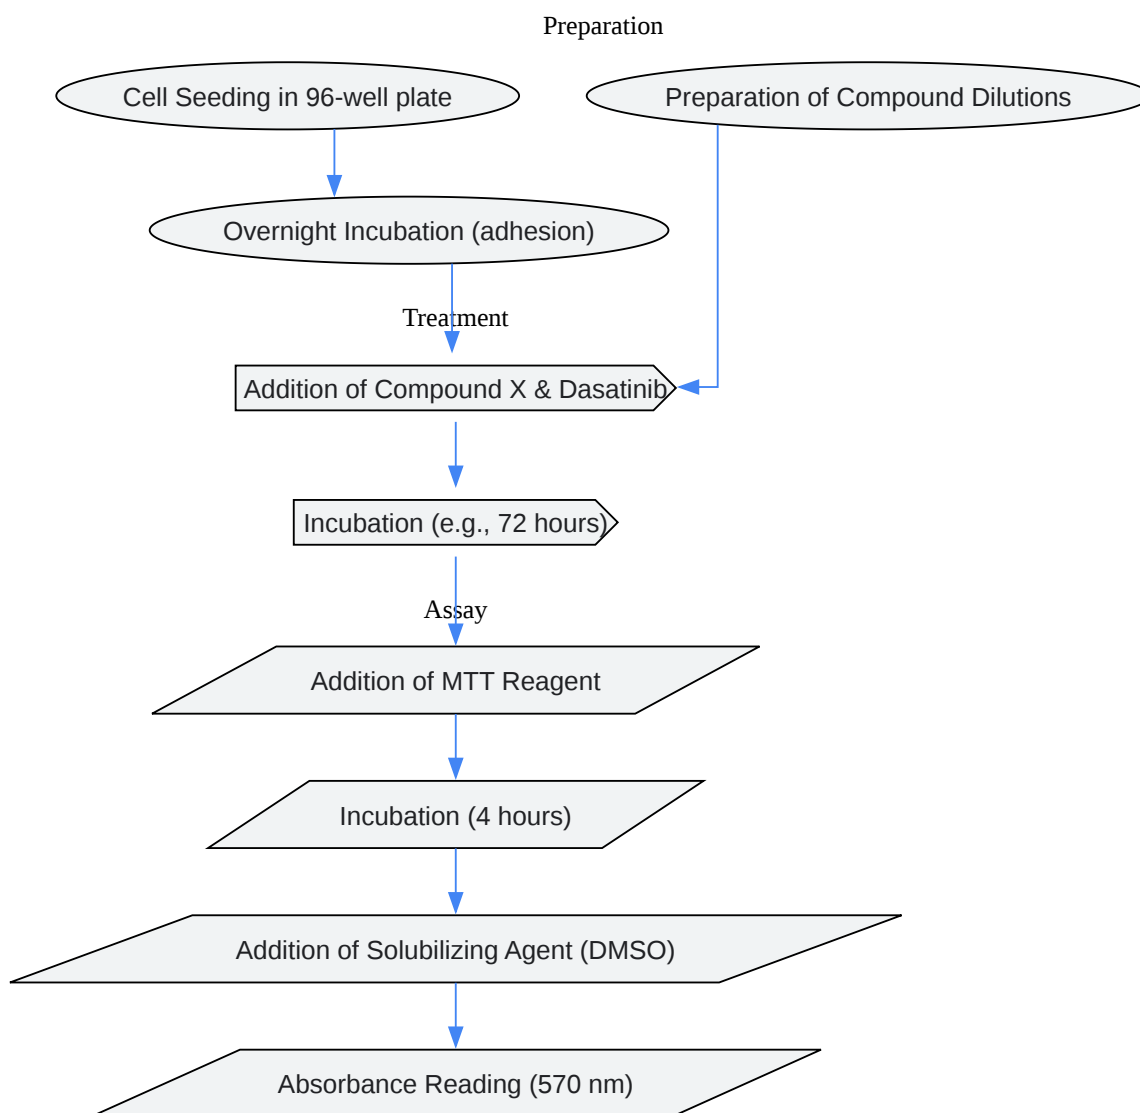 Preparation
Cell Seeding in 96-well plate
Preparation of Compound Dilutions
Overnight Incubation (adhesion)
Treatment
Addition of Compound X & Dasatinib
Incubation (e.g., 72 hours)
Assay
Addition of MTT Reagent
Incubation (4 hours)
Addition of Solubilizing Agent (DMSO)
Absorbance Reading (570 nm)